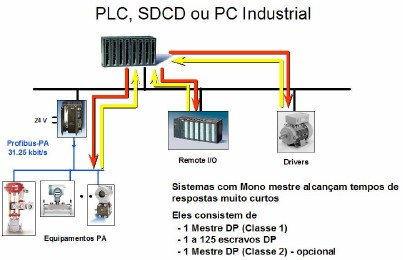 PLC, SDCD ou PC Industrial
24 V
Profibus-PA
31.25 kbit/s
Remote I/O
Drivers
Equipamentos PA
Sistemas com Mono mestre alcançam tempos de
respostas muito curtos
Eles consistem de
- 1 Mestre DP (Classe 1)
- 1 a 125 escravos DP
- 1 Mestre DP (Classe 2) - opcional